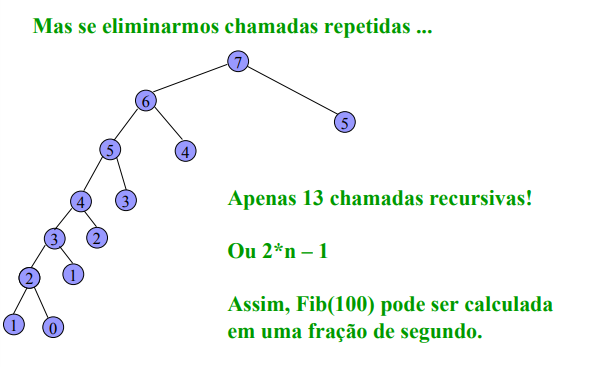 Mas se eliminarmos chamadas repetidas ...
7
6
5
5
4
4
3
3
2
2
1
1
0
Apenas 13 chamadas recursivas!
Ou 2*n – 1
Assim, Fib(100) pode ser calculada
em uma fração de segundo.